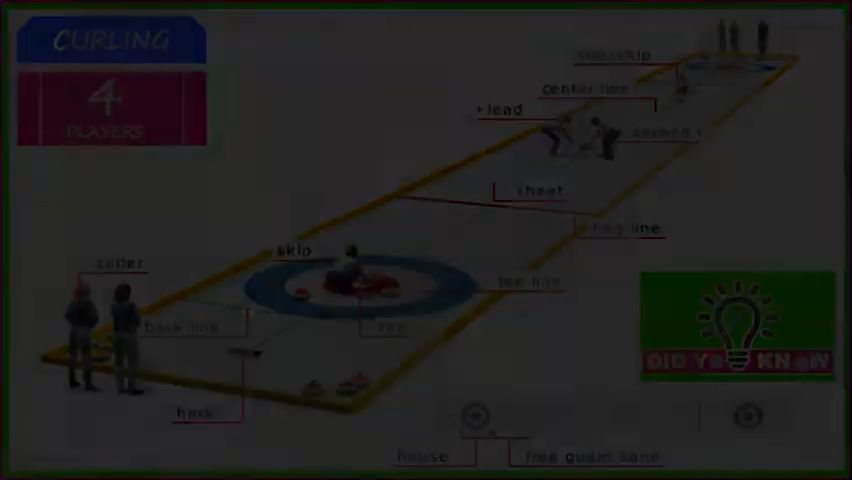 CURLING
4
PLAYERS
vice-skip
center line
lead
second
sheet
hog line
skip
curler
tee line
back line
tee
DID YOU KNOW
hack
house
free guard zone